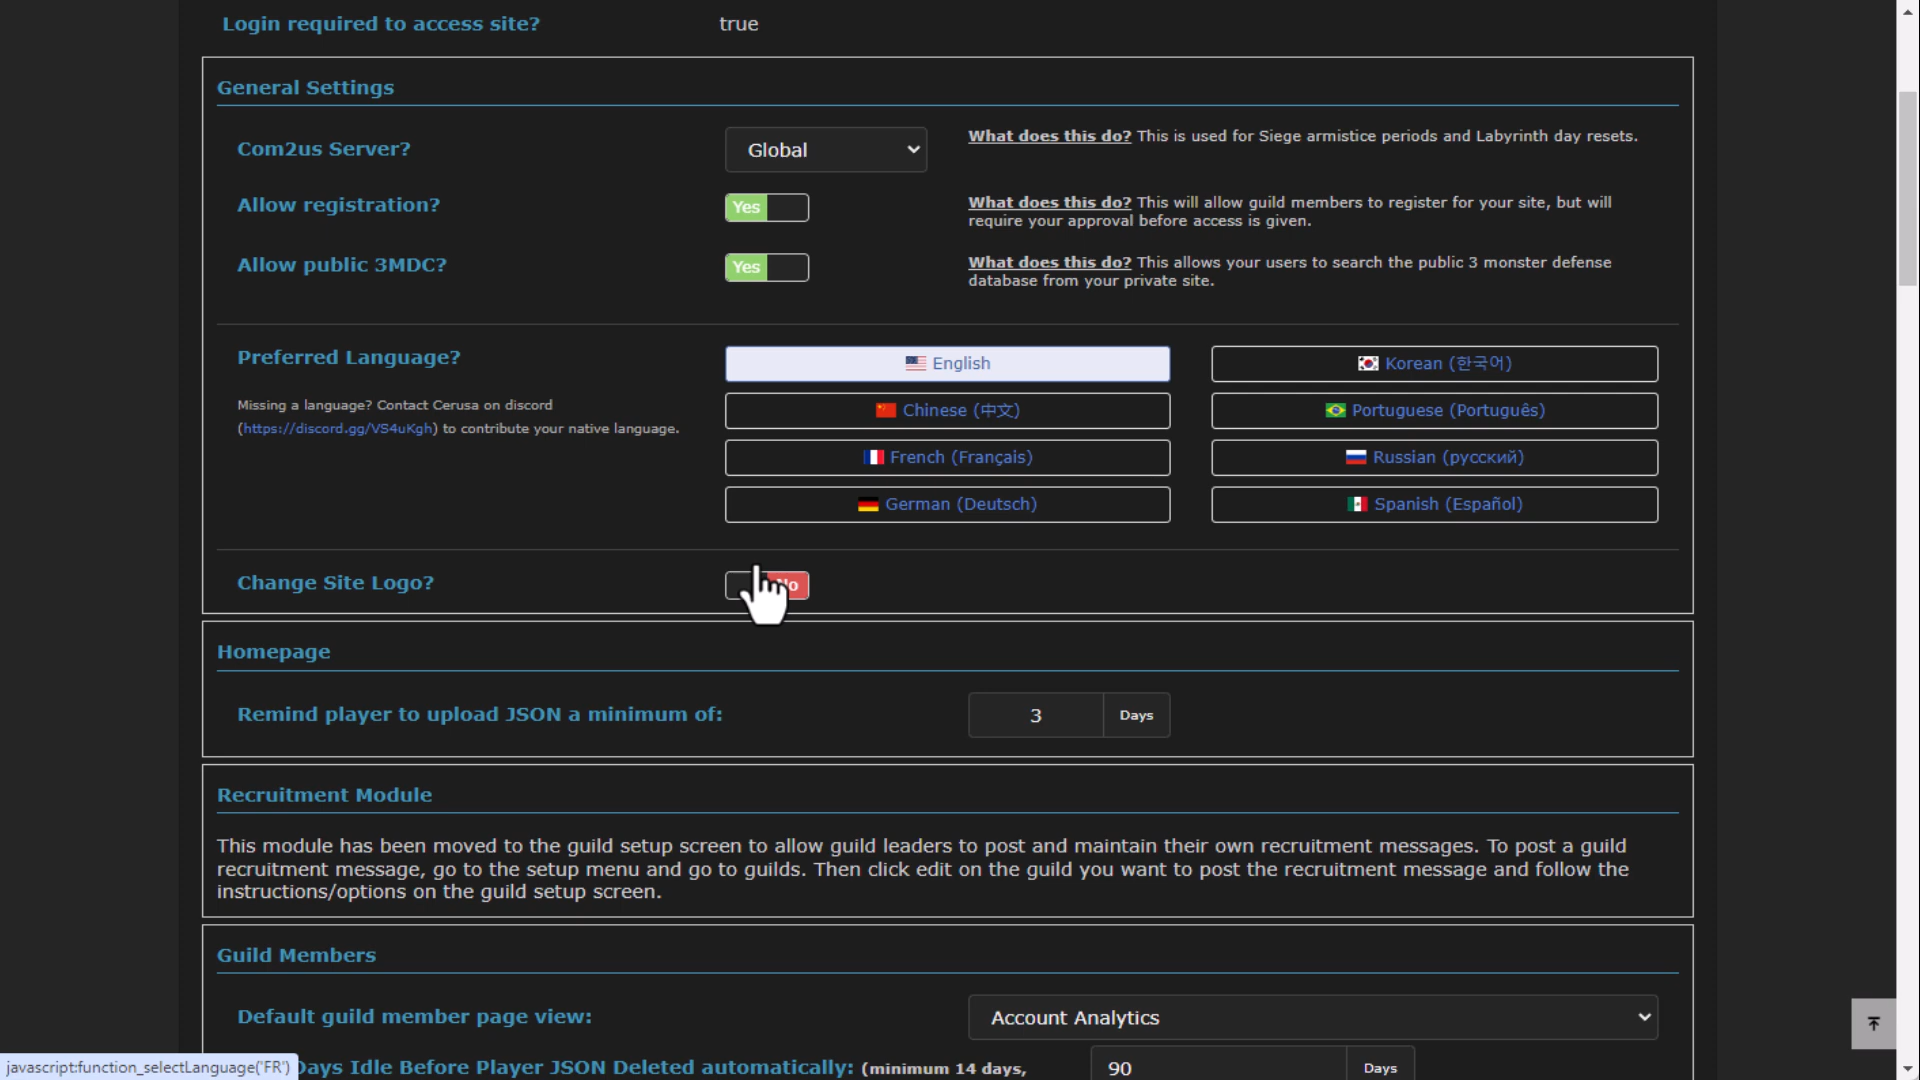 Login required to access site? true
General Settings
Com2us Server? Global What does this do? This is used for Siege armistice periods and Labyrinth day resets.
Allow registration? Yes What does this do? This will allow guild members to register for your site, but will
require your approval before access is given.
Allow public 3MDC? Yes What does this do? This allows your users to search the public 3 monster defense
database from your private site.
Preferred Language? English Korean (한국어)
Missing a language? Contact Cerusa on discord
(https://discord.gg/VS4uKgh) to contribute your native language.
Chinese (中文) Portuguese (Português)
French (Français) Russian (русский)
German (Deutsch) Spanish (Español)
Change Site Logo? No
Homepage
Remind player to upload JSON a minimum of: 3 Days
Recruitment Module
This module has been moved to the guild setup screen to allow guild leaders to post and maintain their own recruitment messages. To post a guild
recruitment message, go to the setup menu and go to guilds. Then click edit on the guild you want to post the recruitment message and follow the
instructions/options on the guild setup screen.
Guild Members
Default guild member page view: Account Analytics
Days Idle Before Player JSON Deleted automatically: (minimum 14 days, 90 Days
javascript:function_selectLanguage('FR')